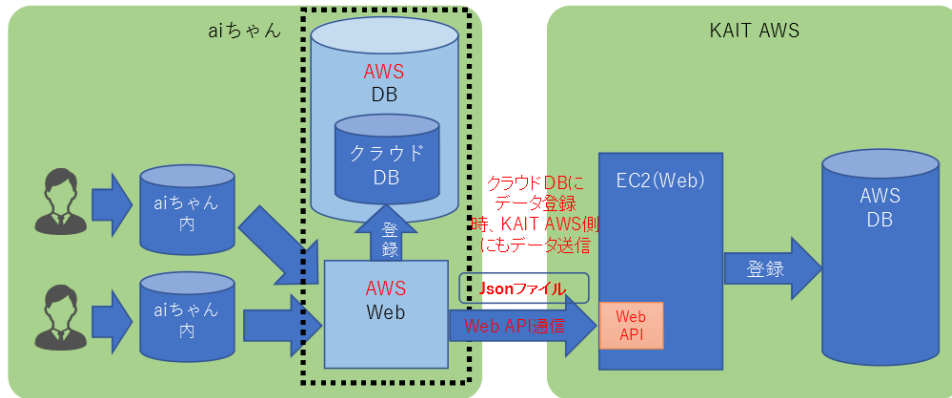 aiちゃん
AWS
DB
クラウド
DB
登
録
aiちゃん
内
aiちゃん
内
AWS
Web
クラウドDBに
データ登録
時、KAIT AWS側
にもデータ送信
Jsonファイル
Web API通信
KAIT AWS
EC2(Web)
Web
API
登録
AWS
DB